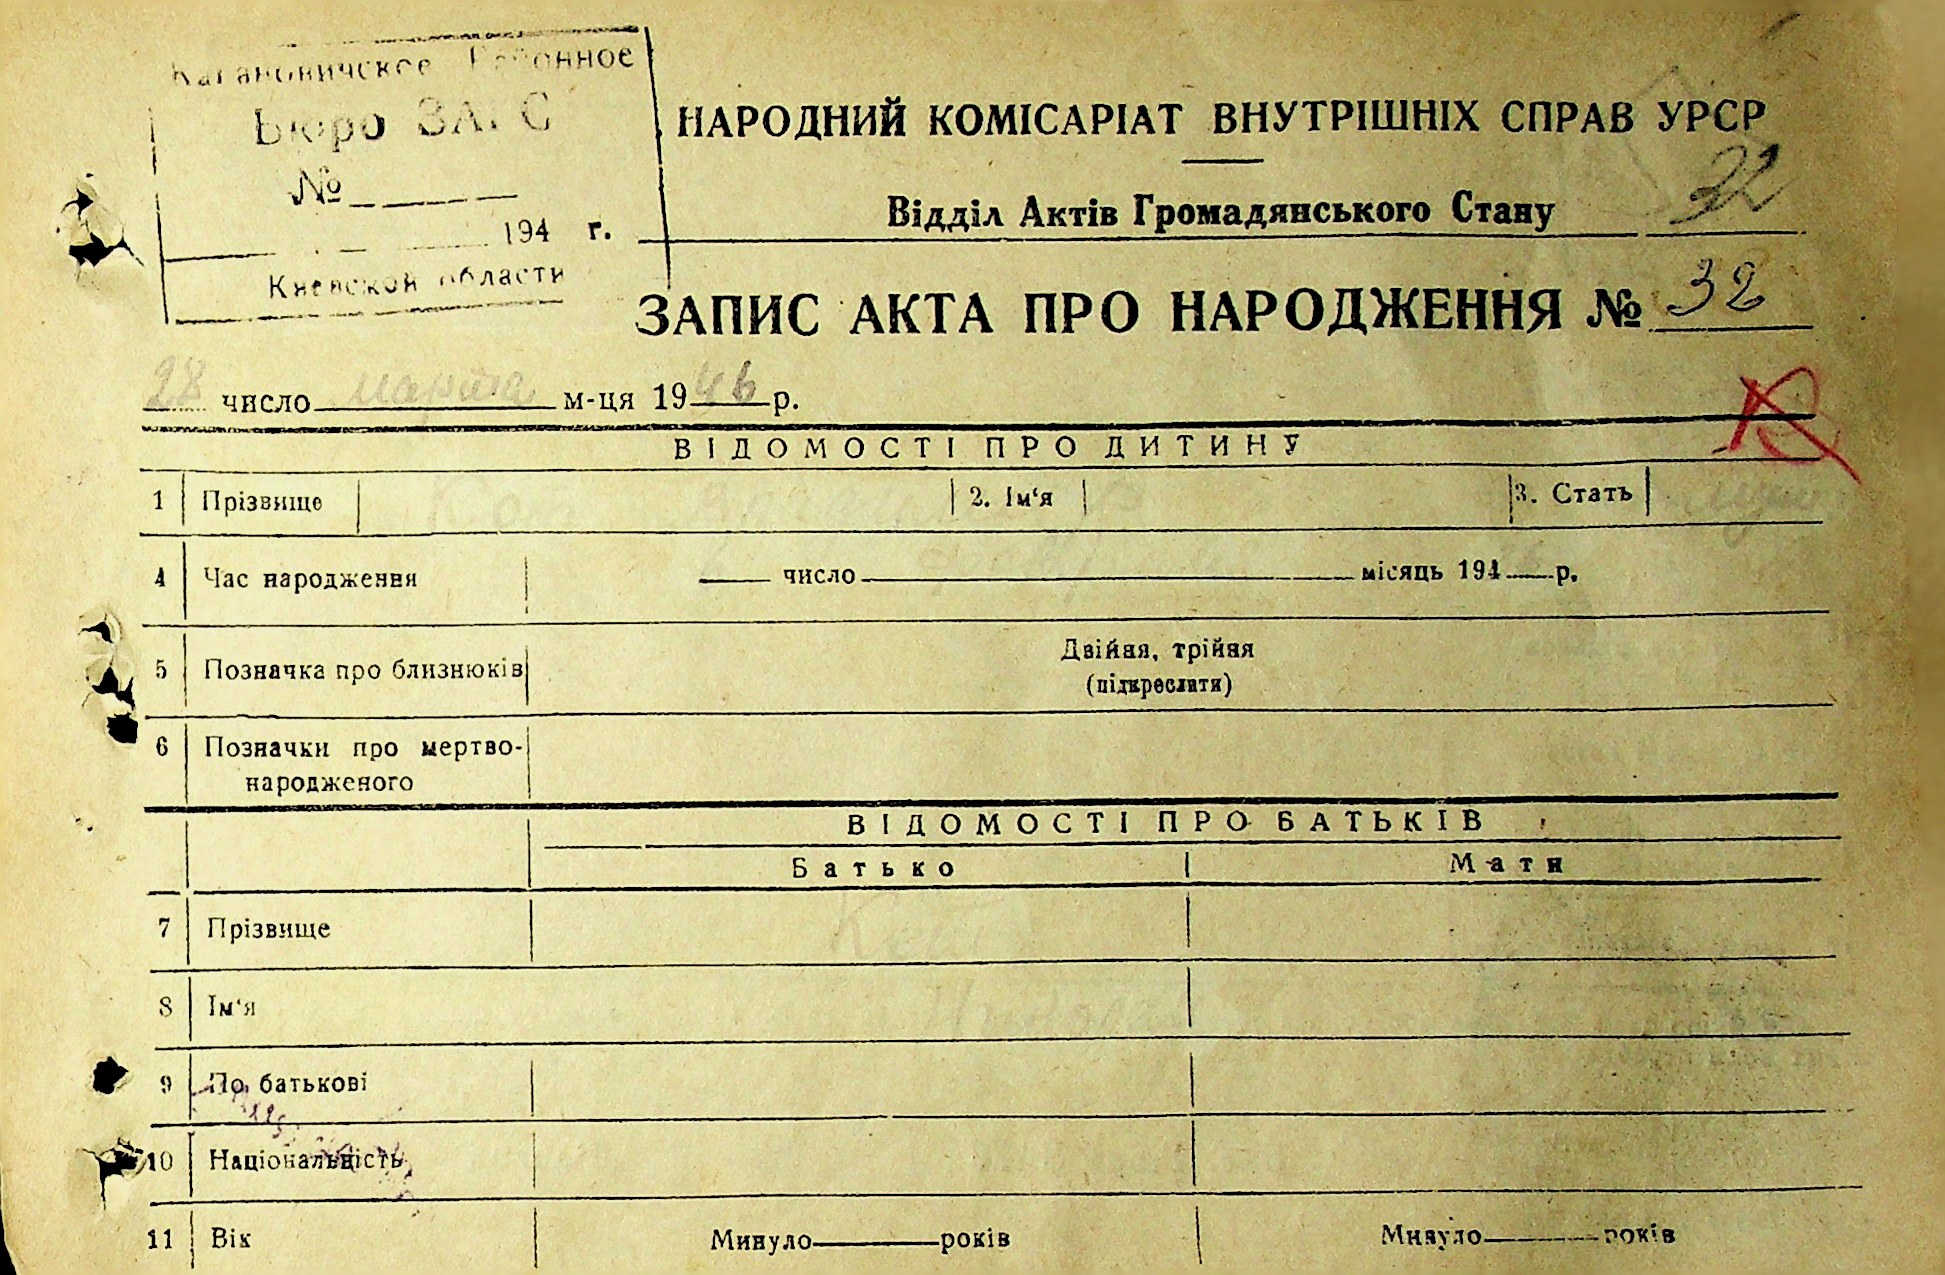 Кагановичское Районное
Бюро ЗАГС
№
194 г.
Киевской области
НАРОДНИЙ КОМІСАРІАТ ВНУТРІШНІХ СПРАВ УРСР
32
Відділ Актів Громадянського Стану
ЗАПИС АКТА ПРО НАРОДЖЕННЯ № 32
28 число марта м-ця 1946 р.
ВІДОМОСТІ ПРО ДИТИНУ
1 Прізвище 2. Ім'я 3. Стать
4 Час народження число місяць 194 р.
5 Позначка про близнюків Двійня, трійня
(підкреслити)
6 Позначки про мертво-
народженого
ВІДОМОСТІ ПРО БАТЬКІВ
Батько Мати
7 Прізвище
8 Ім'я
9 По батькові
10 Національність
11 Вік Минуло років Минуло років